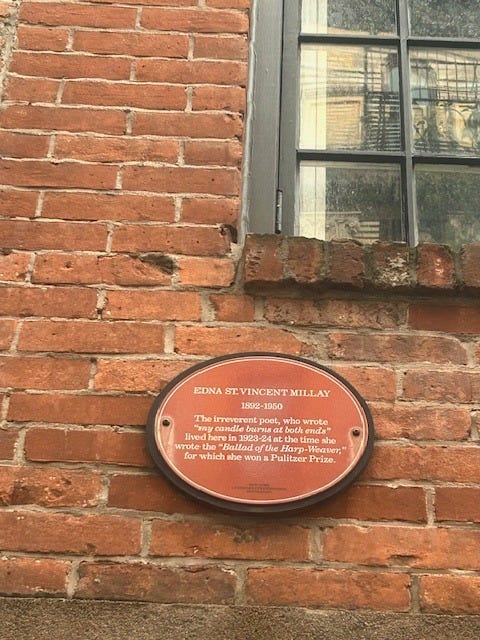 EDNA ST. VINCENT MILLAY
1892-1950
The irreverent poet, who wrote
"my candle burns at both ends"
lived here in 1923-24 at the time she
wrote the "Ballad of the Harp-Weaver,"
for which she won a Pulitzer Prize.